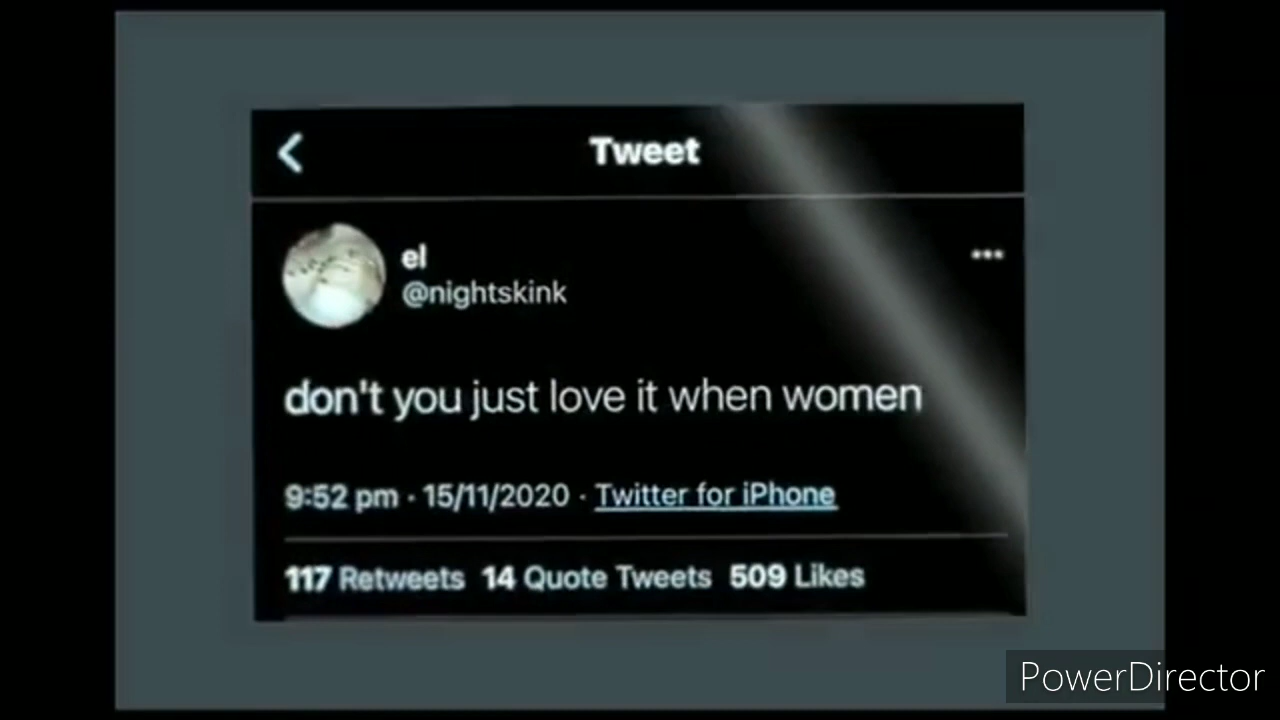 Tweet
el
@nightskink
don't you just love it when women
9:52 pm · 15/11/2020 · Twitter for iPhone
117 Retweets 14 Quote Tweets 509 Likes
PowerDirector